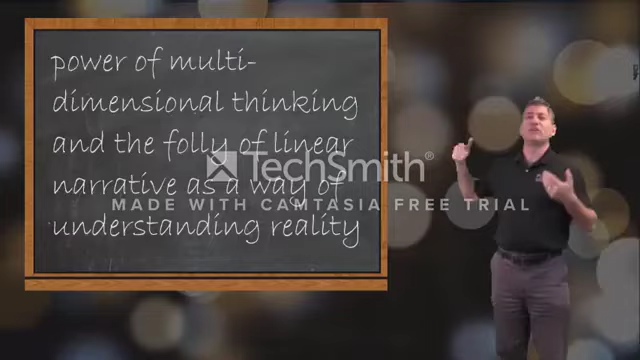 power of multi-
dimensional thinking
and the folly of linear
narrative as a way of
understanding reality
TechSmith®
MADE WITH CAMTASIA FREE TRIAL